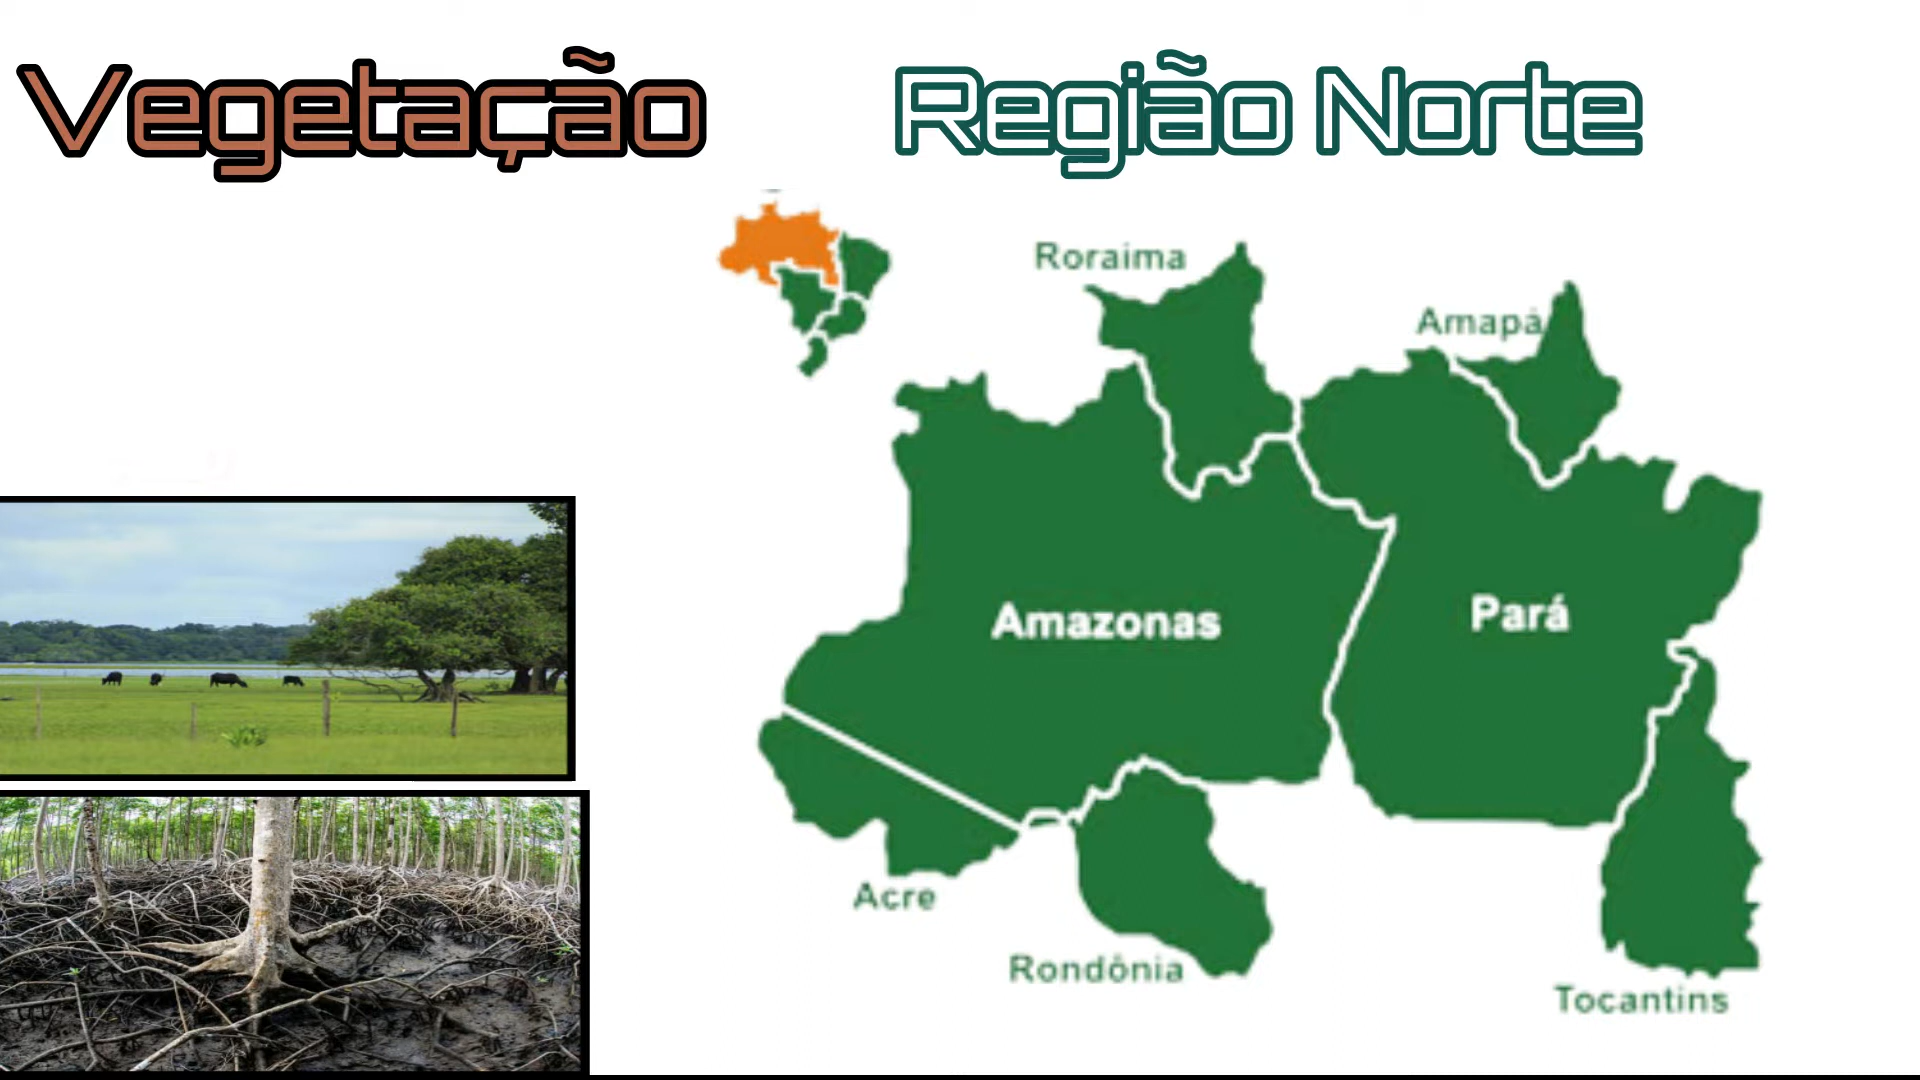 Vegetação
Região Norte
Roraima
Amapá
Amazonas
Pará
Acre
Rondônia
Tocantins